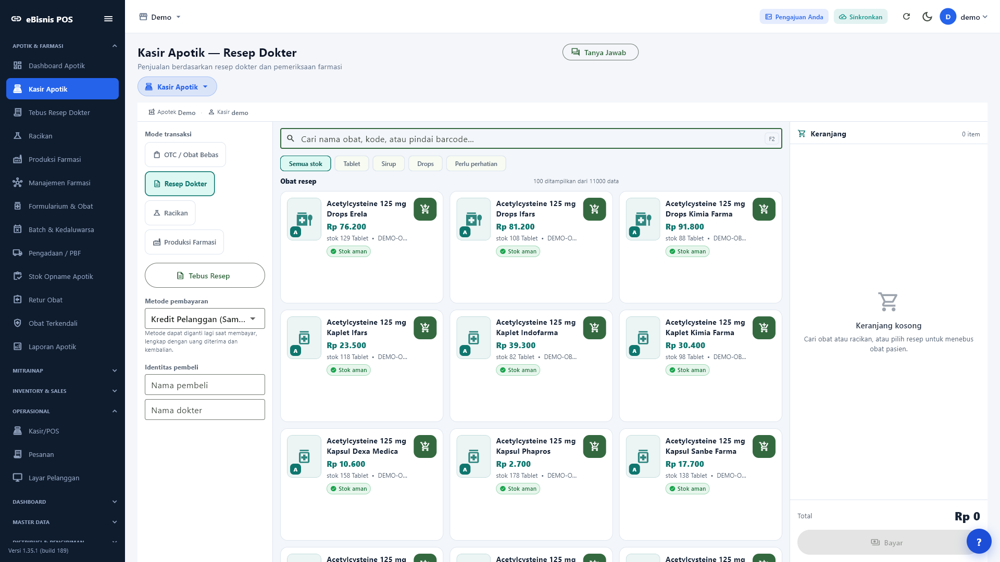 eBisnis POS
APOTIK & FARMASI
Dashboard Apotik
Kasir Apotik
Tebus Resep Dokter
Racikan
Produksi Farmasi
Manajemen Farmasi
Formularium & Obat
Batch & Kedaluwarsa
Pengadaan / PBF
Stok Opname Apotik
Retur Obat
Obat Terkendali
Laporan Apotik
MITRAINAP
INVENTORY & SALES
OPERASIONAL
Kasir/POS
Pesanan
Layar Pelanggan
DASHBOARD
MASTER DATA
DISTRIBUSI & PENGIRIMAN
Versi 1.35.1 (build 189)
Demo
Pengajuan Anda
Sinkronkan
D
demo
Kasir Apotik — Resep Dokter
Penjualan berdasarkan resep dokter dan pemeriksaan farmasi
Tanya Jawab
Kasir Apotik
Apotek Demo · Kasir demo
Mode transaksi
OTC / Obat Bebas
Resep Dokter
Racikan
Produksi Farmasi
Tebus Resep
Metode pembayaran
Kredit Pelanggan (Sam...
Metode dapat diganti lagi saat membayar,
lengkap dengan uang diterima dan
kembalian.
Identitas pembeli
Nama pembeli
Nama dokter
Cari nama obat, kode, atau pindai barcode...
F2
Semua stok
Tablet
Sirup
Drops
Perlu perhatian
Obat resep
100 ditampilkan dari 11000 data
A
Acetylcysteine 125 mg
Drops Erela
Rp 76.200
stok 129 Tablet • DEMO-O...
Stok aman
A
Acetylcysteine 125 mg
Drops Ifars
Rp 81.200
stok 108 Tablet • DEMO-O...
Stok aman
A
Acetylcysteine 125 mg
Drops Kimia Farma
Rp 91.800
stok 88 Tablet • DEMO-OB...
Stok aman
A
Acetylcysteine 125 mg
Kaplet Ifars
Rp 23.500
stok 118 Tablet • DEMO-O...
Stok aman
A
Acetylcysteine 125 mg
Kaplet Indofarma
Rp 39.300
stok 82 Tablet • DEMO-OB...
Stok aman
A
Acetylcysteine 125 mg
Kaplet Kimia Farma
Rp 30.400
stok 98 Tablet • DEMO-OB...
Stok aman
A
Acetylcysteine 125 mg
Kapsul Dexa Medica
Rp 10.600
stok 158 Tablet • DEMO-O...
Stok aman
A
Acetylcysteine 125 mg
Kapsul Phapros
Rp 2.700
stok 178 Tablet • DEMO-O...
Stok aman
A
Acetylcysteine 125 mg
Kapsul Sanbe Farma
Rp 17.700
stok 138 Tablet • DEMO-O...
Stok aman
Acetylcysteine 125 mg
Acetylcysteine 125 mg
Acetylcysteine 125 mg
Keranjang
0 item
Keranjang kosong
Cari obat atau racikan, atau pilih resep untuk menebus
obat pasien.
Total
Rp 0
Bayar
?